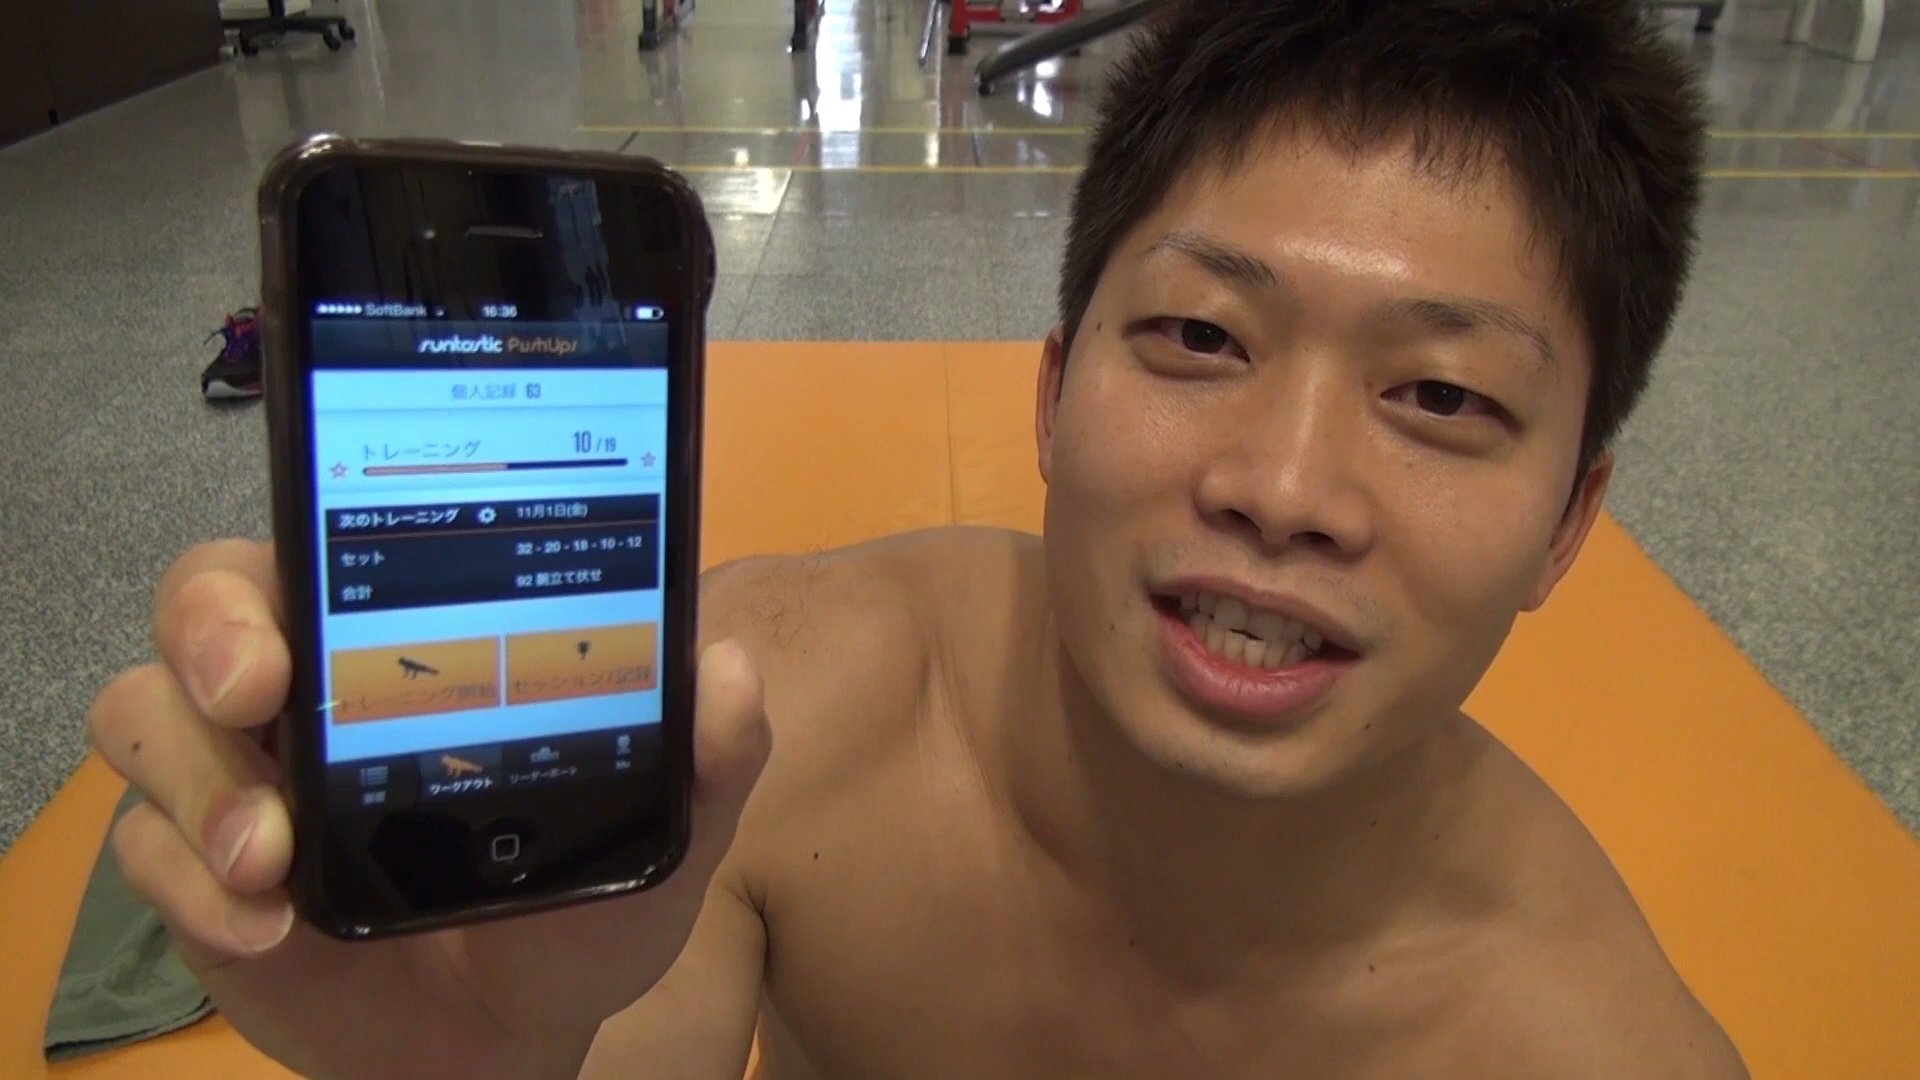 SoftBank 16:36
runtastic PushUps
個人記録 63
トレーニング 10 / 19
次のトレーニング 11月1日(金)
セット 32 - 20 - 18 - 10 - 12
合計 92 腕立て伏せ
トレーニング開始 セッション/記録
ワークアウト リーダーボード Me